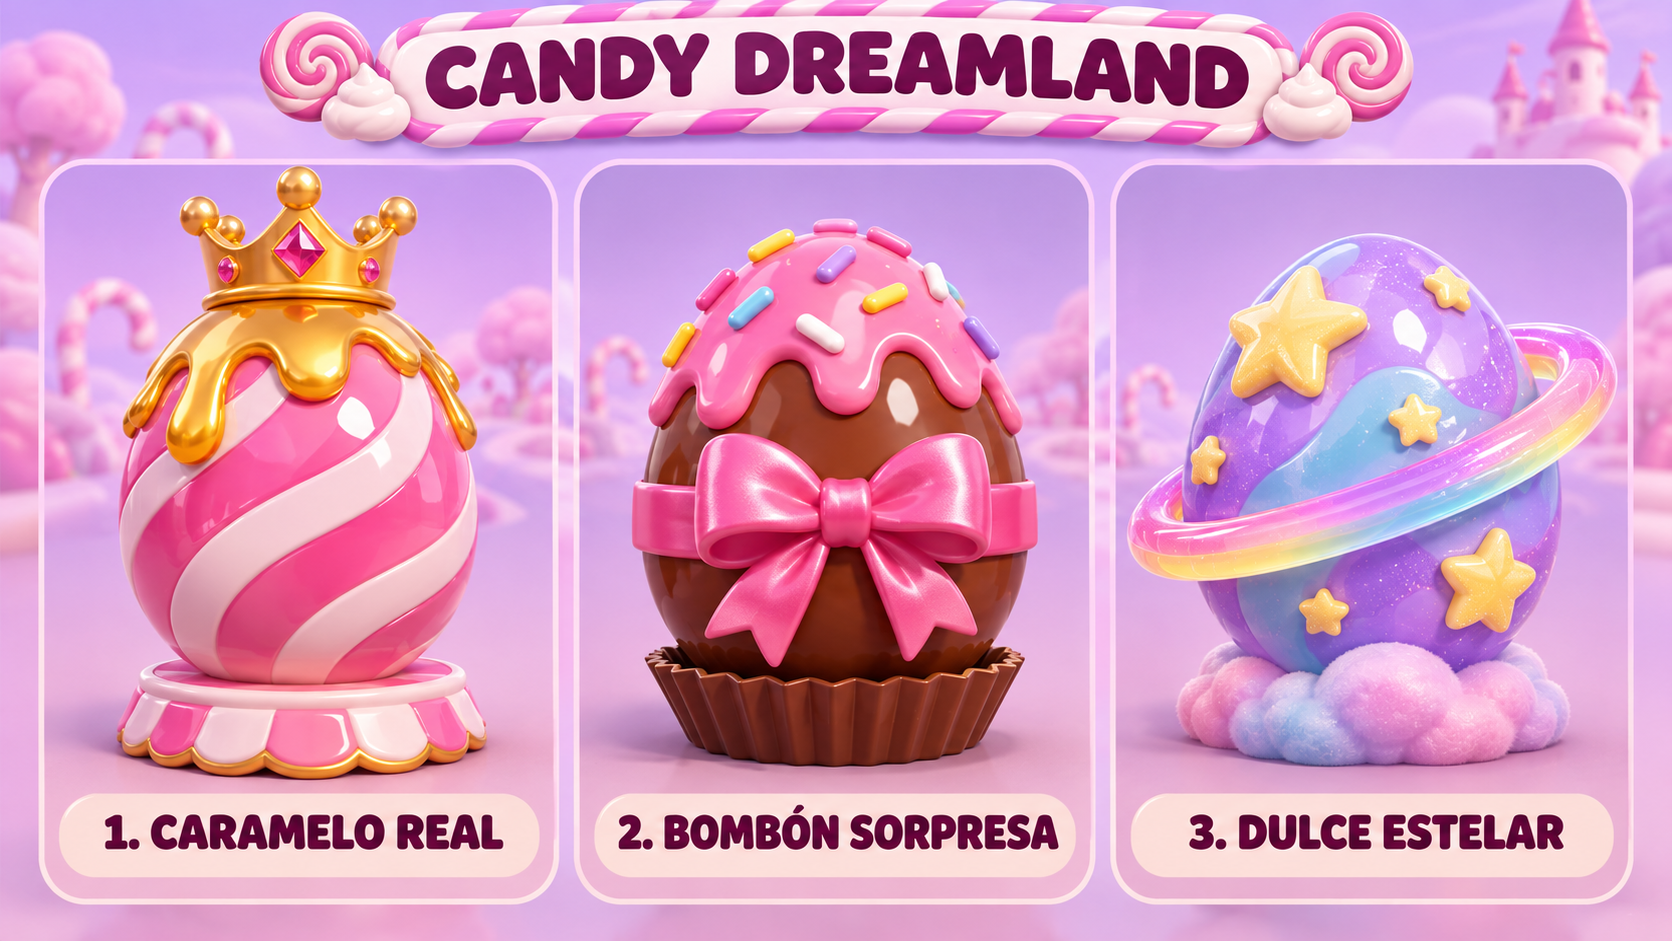 CANDY DREAMLAND
1. CARAMELO REAL
2. BOMBÓN SORPRESA
3. DULCE ESTELAR